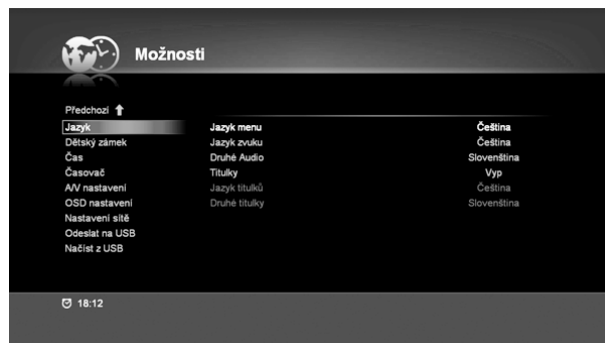 Možnosti
Předchozí
Jazyk Jazyk menu Čeština
Dětský zámek Jazyk zvuku Čeština
Čas Druhé Audio Slovenština
Časovač Titulky Vyp
A/V nastavení Jazyk titulků Čeština
OSD nastavení Druhé titulky Slovenština
Nastavení sítě
Odeslat na USB
Načíst z USB
18:12